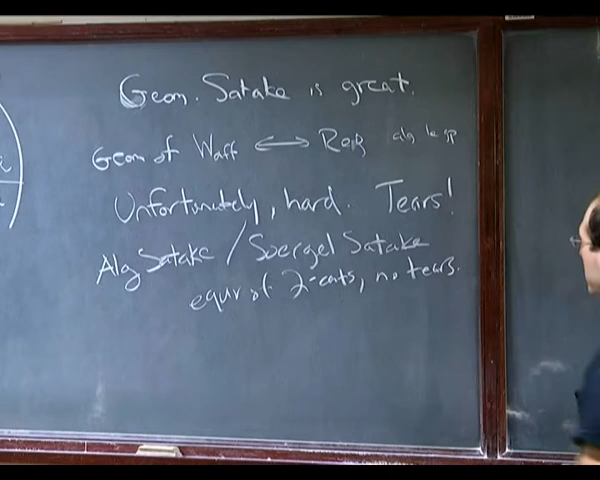 Geom. Satake is great.
Geom of Waff ⟷ Rep alg
Unfortunately, hard. Tears!
Alg Satake / Soergel Satake
equiv of 2-cats, no tears.